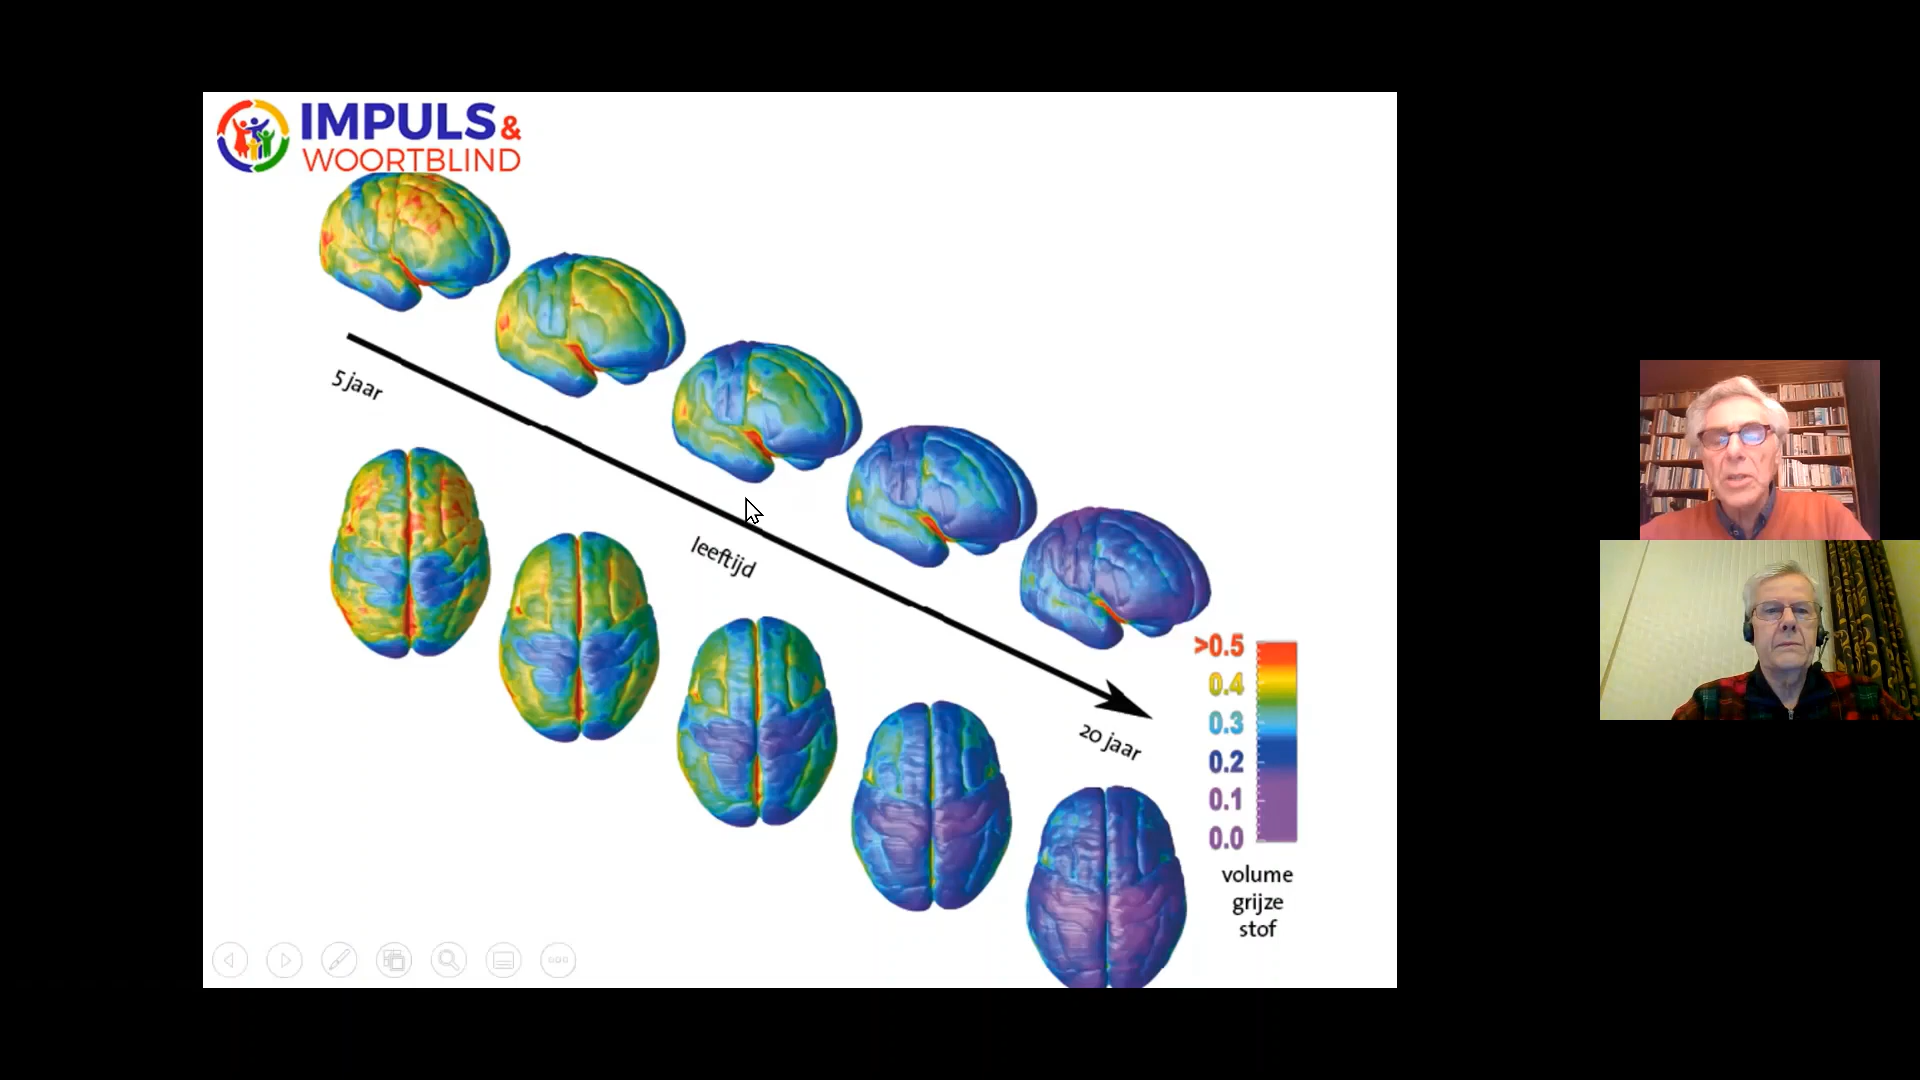 IMPULS &
WOORTBLIND
5 jaar
leeftijd
20 jaar
>0.5
0.4
0.3
0.2
0.1
0.0
volume
grijze
stof